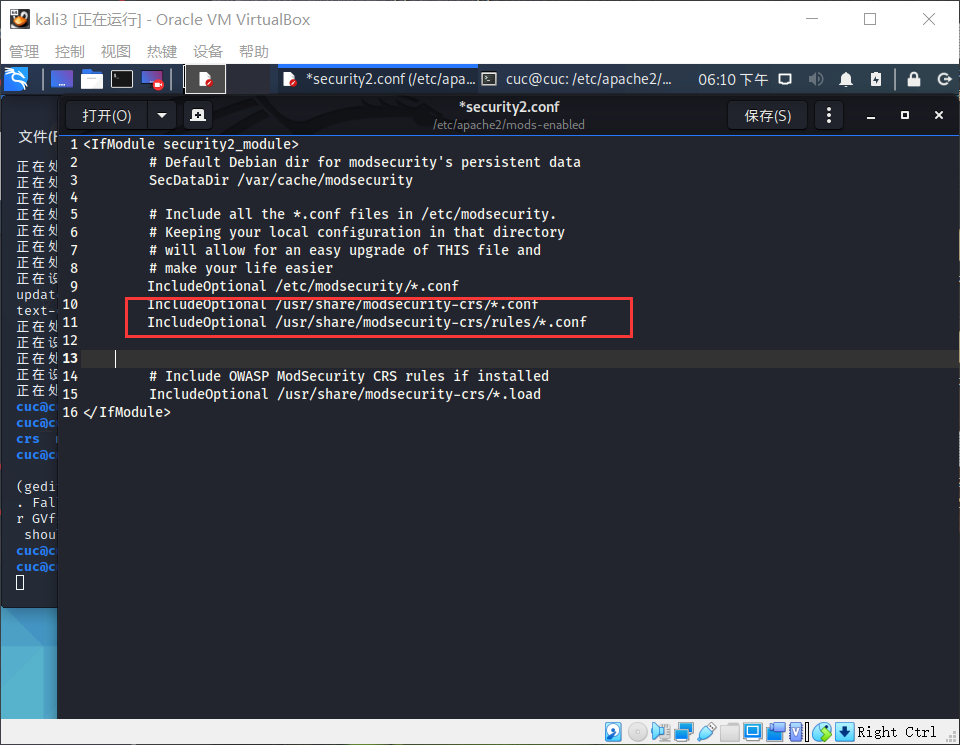 kali3 [正在运行] - Oracle VM VirtualBox
管理 控制 视图 热键 设备 帮助
*security2.conf (/etc/apa... cuc@cuc: /etc/apache2/... 06:10 下午
打开(O) *security2.conf 保存(S)
/etc/apache2/mods-enabled
文件(F
1 <IfModule security2_module>
2 # Default Debian dir for modsecurity's persistent data
3 SecDataDir /var/cache/modsecurity
4
5 # Include all the *.conf files in /etc/modsecurity.
6 # Keeping your local configuration in that directory
7 # will allow for an easy upgrade of THIS file and
8 # make your life easier
9 IncludeOptional /etc/modsecurity/*.conf
10 IncludeOptional /usr/share/modsecurity-crs/*.conf
11 IncludeOptional /usr/share/modsecurity-crs/rules/*.conf
12
13
14 # Include OWASP ModSecurity CRS rules if installed
15 IncludeOptional /usr/share/modsecurity-crs/*.load
16 </IfModule>
正在处
正在处
正在处
正在处
正在处
正在处
正在处
正在设
updat
text-
正在处
正在设
正在处
正在设
正在处
cuc@c
cuc@c
crs
cuc@c
(gedi
. Fal
r GVf
shou
cuc@c
cuc@c
Right Ctrl